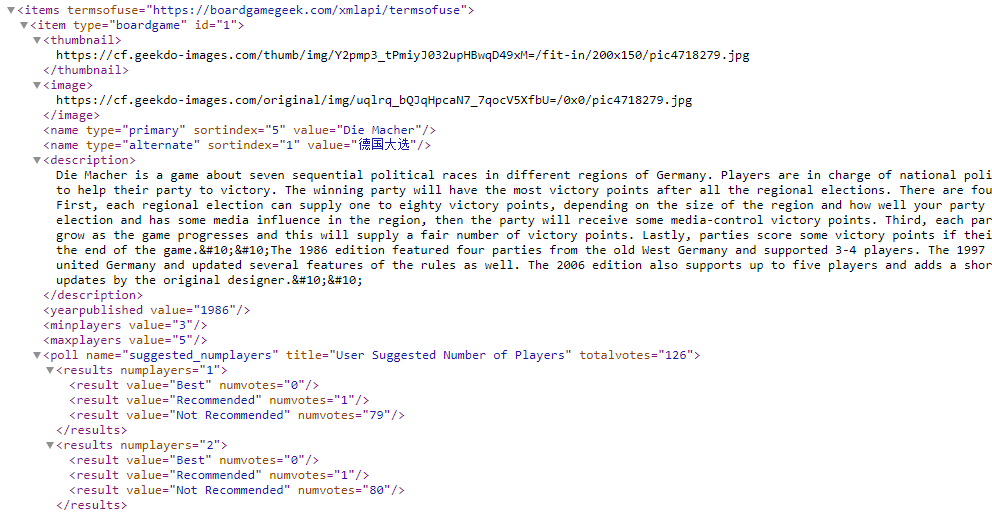 ▼<items termsofuse="https://boardgamegeek.com/xmlapi/termsofuse">
▼<item type="boardgame" id="1">
▼<thumbnail>
https://cf.geekdo-images.com/thumb/img/Y2pmp3_tPmiyJ032upHBwqD49xM=/fit-in/200x150/pic4718279.jpg
</thumbnail>
▼<image>
https://cf.geekdo-images.com/original/img/uqlrq_bQJqHpcaN7_7qocV5XfbU=/0x0/pic4718279.jpg
</image>
<name type="primary" sortindex="5" value="Die Macher"/>
<name type="alternate" sortindex="1" value="德国大选"/>
▼<description>
Die Macher is a game about seven sequential political races in different regions of Germany. Players are in charge of national poli
to help their party to victory. The winning party will have the most victory points after all the regional elections. There are fou
First, each regional election can supply one to eighty victory points, depending on the size of the region and how well your party
election and has some media influence in the region, then the party will receive some media-control victory points. Third, each par
grow as the game progresses and this will supply a fair number of victory points. Lastly, parties score some victory points if thei
the end of the game.&#10;&#10;The 1986 edition featured four parties from the old West Germany and supported 3-4 players. The 1997
united Germany and updated several features of the rules as well. The 2006 edition also supports up to five players and adds a shor
updates by the original designer.&#10;&#10;
</description>
<yearpublished value="1986"/>
<minplayers value="3"/>
<maxplayers value="5"/>
▼<poll name="suggested_numplayers" title="User Suggested Number of Players" totalvotes="126">
▼<results numplayers="1">
<result value="Best" numvotes="0"/>
<result value="Recommended" numvotes="1"/>
<result value="Not Recommended" numvotes="79"/>
</results>
▼<results numplayers="2">
<result value="Best" numvotes="0"/>
<result value="Recommended" numvotes="1"/>
<result value="Not Recommended" numvotes="80"/>
</results>